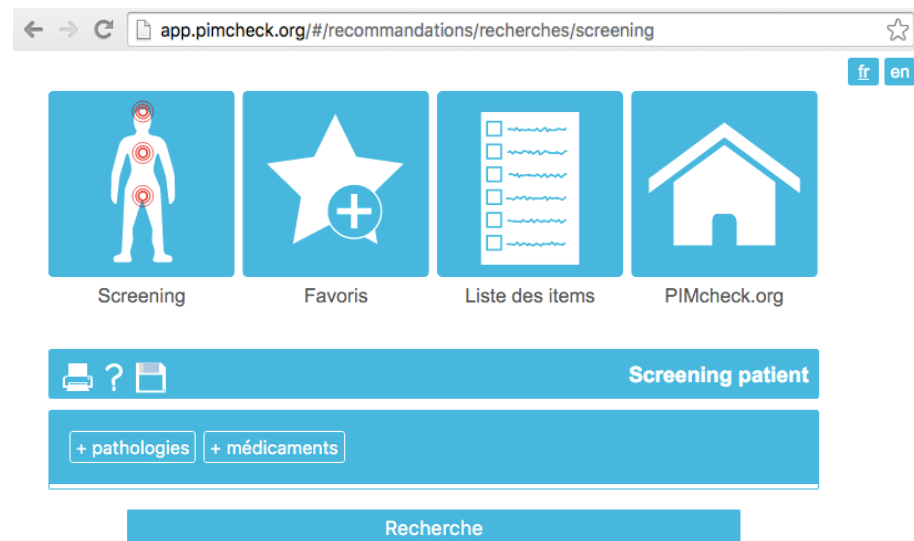 app.pimcheck.org/#/recommandations/recherches/screening
fr en
Screening Favoris Liste des items PIMcheck.org
? Screening patient
+ pathologies + médicaments
Recherche